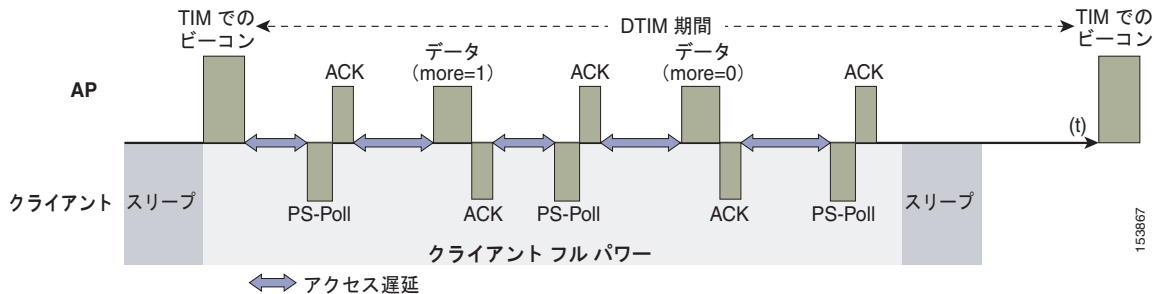 TIM での
ビーコン
DTIM 期間
TIM での
ビーコン
データ
(more=1)
データ
(more=0)
ACK
ACK
ACK
AP
(t)
クライアント
スリープ
スリープ
PS-Poll
ACK
PS-Poll
ACK
PS-Poll
クライアント フル パワー
アクセス遅延
153867